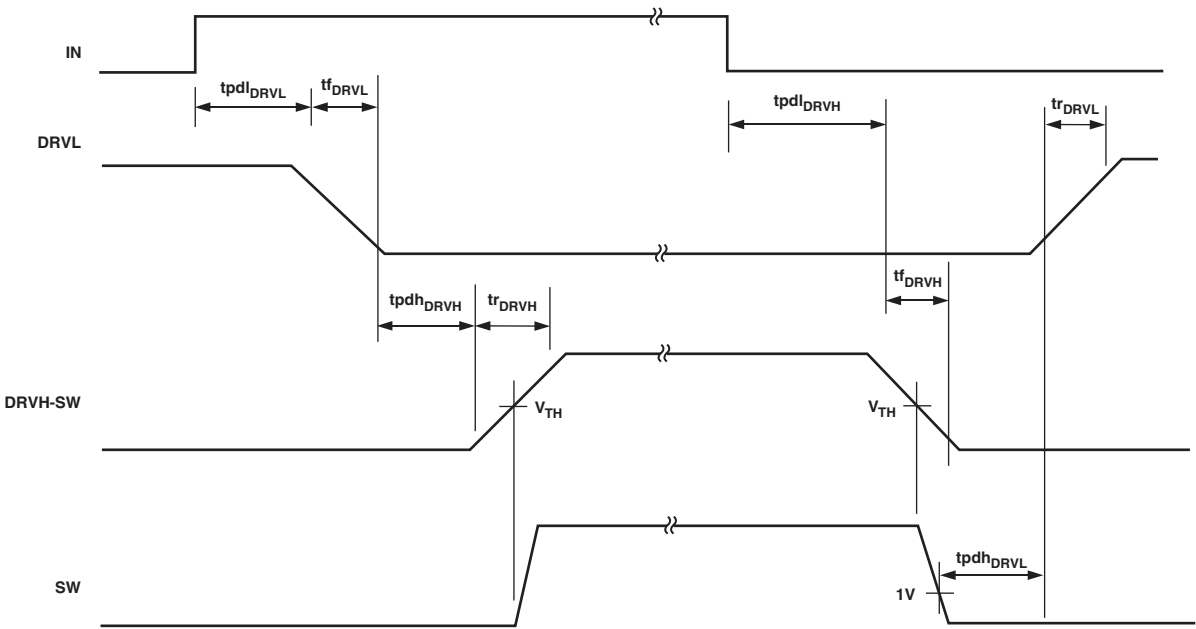 IN
tpdlDRVL
tfDRVL
tpdlDRVH
trDRVL
DRVL
tfDRVH
tpdhDRVH
trDRVH
DRVH-SW
VTH
VTH
tpdhDRVL
SW
1V